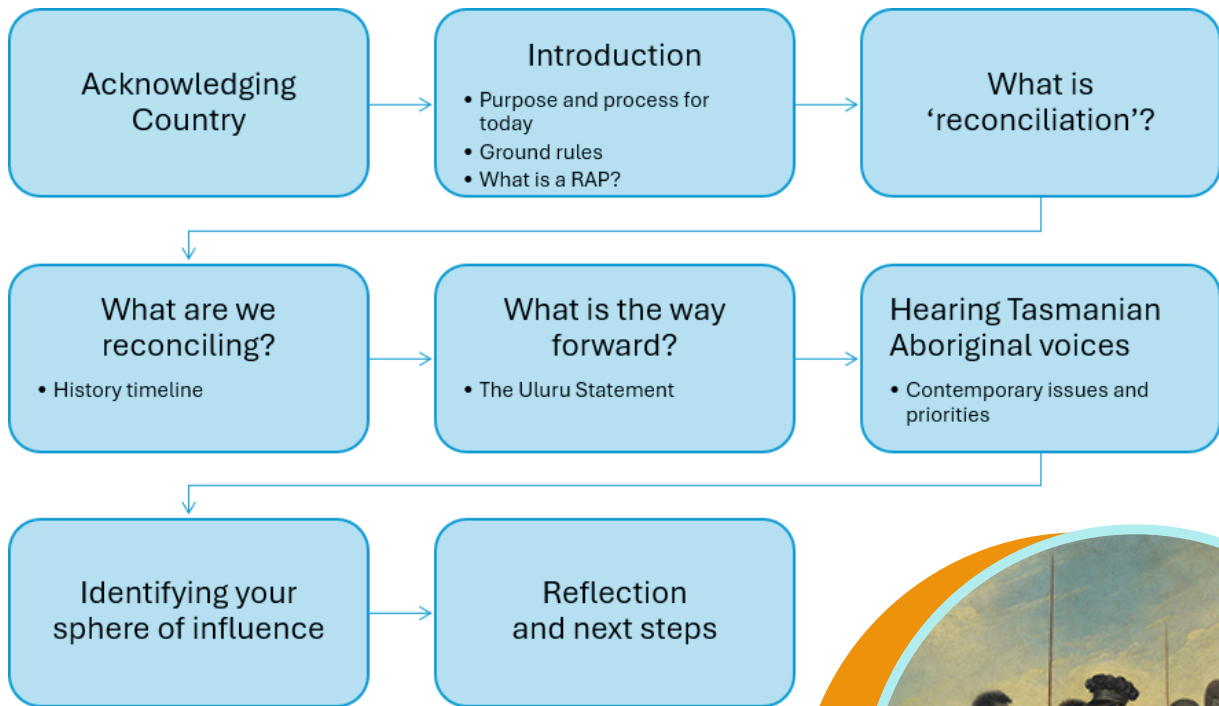 Acknowledging
Country
Introduction
• Purpose and process for
today
• Ground rules
• What is a RAP?
What is
‘reconciliation’?
What are we
reconciling?
• History timeline
What is the way
forward?
• The Uluru Statement
Hearing Tasmanian
Aboriginal voices
• Contemporary issues and
priorities
Identifying your
sphere of influence
Reflection
and next steps